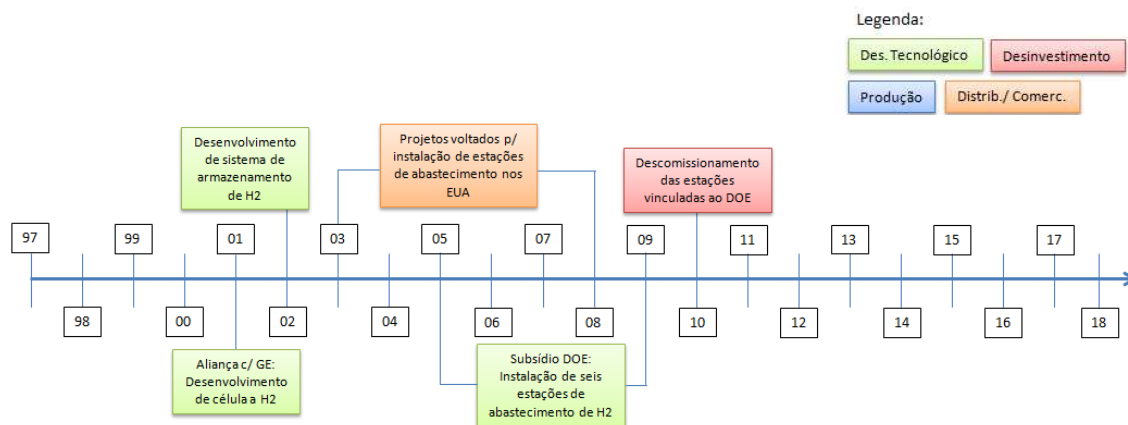 Legenda:
Des. Tecnológico
Desinvestimento
Produção
Distrib./ Comerc.
Desenvolvimento
de sistema de
armazenamento
de H2
Projetos voltados p/
instalação de estações
de abastecimento nos
EUA
Descomissionamento
das estações
vinculadas ao DOE
97
99
01
03
05
07
09
11
13
15
17
98
00
02
04
06
08
10
12
14
16
18
Aliança c/ GE:
Desenvolvimento
de célula a H2
Subsídio DOE:
Instalação de seis
estações de
abastecimento de H2